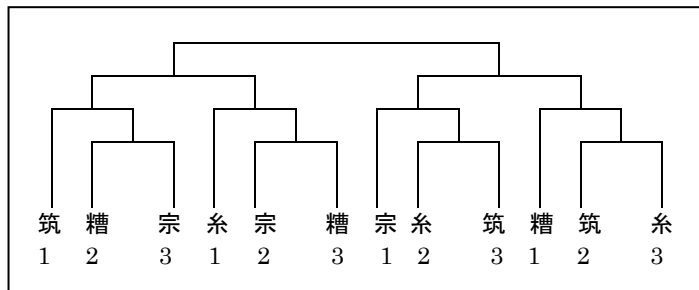 筑 糟 宗 糸 宗 糟 宗 糸 筑 糟 筑 糸
1 2 3 1 2 3 1 2 3 1 2 3